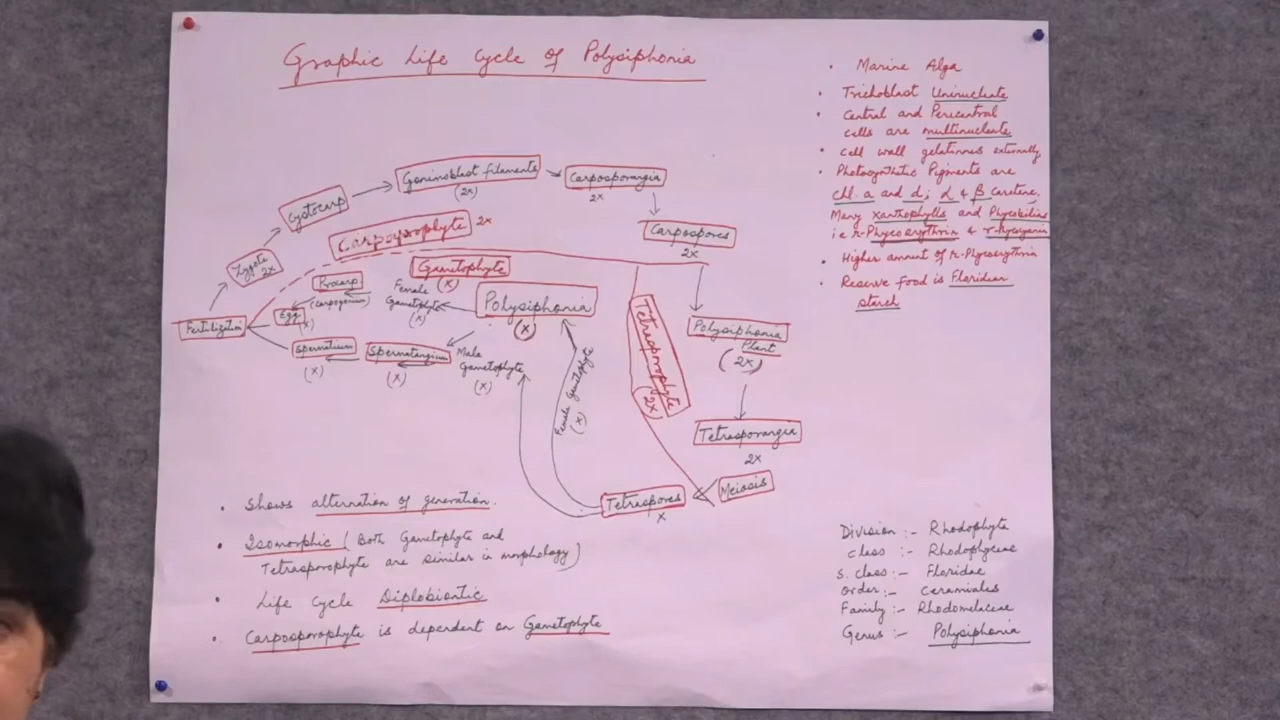 Graphic Life Cycle of Polysiphonia
Gonimoblast filaments
(2x)
Carposporangia
2x
Cystocarp
Carpospores
2x
Carposporophyte 2x
Zygote
2x
Gametophyte
(x)
Procarp
(carpogonium)
Female
Gametophyte
(x)
Polysiphonia
(x)
Egg
(x)
Fertilization
Spermatium
(x)
Spermatangium
(x)
Male
Gametophyte
(x)
Female Gametophyte
(x)
Tetrasporophyte
(2x)
Polysiphonia
Plant
(2x)
Tetrasporangia
2x
Meiosis
Tetraspores
x
• Shows alternation of generation.
• Isomorphic (Both Gametophyte and
Tetrasporophyte are similar in morphology)
• Life Cycle Diplobiontic
• Carposporophyte is dependent on Gametophyte
• Marine Alga
• Trichoblast Uninucleate
• Central and Pericentral
cells are multinucleate
• Cell wall gelatinous externally
• Photosynthetic Pigments are
chl. a and d; α & β carotene,
Many xanthophylls and Phycobilins
i.e r-Phycoerythrin & r-phycocyanin
• Higher amount of r-Phycoerythrin
• Reserve food is Floridian
starch
Division :- Rhodophyta
Class :- Rhodophyceae
S. class :- Floridae
Order :- Ceramiales
Family :- Rhodomelaceae
Genus :- Polysiphonia